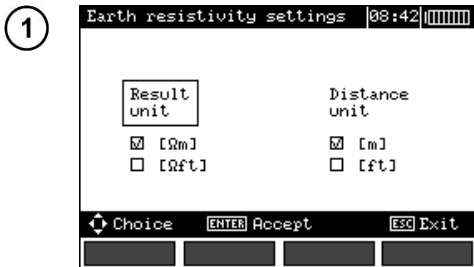 1
Earth resistivity settings 08:42
Result
unit
[Ωm]
[Ωft]
Distance
unit
[m]
[ft]
Choice ENTER Accept ESC Exit